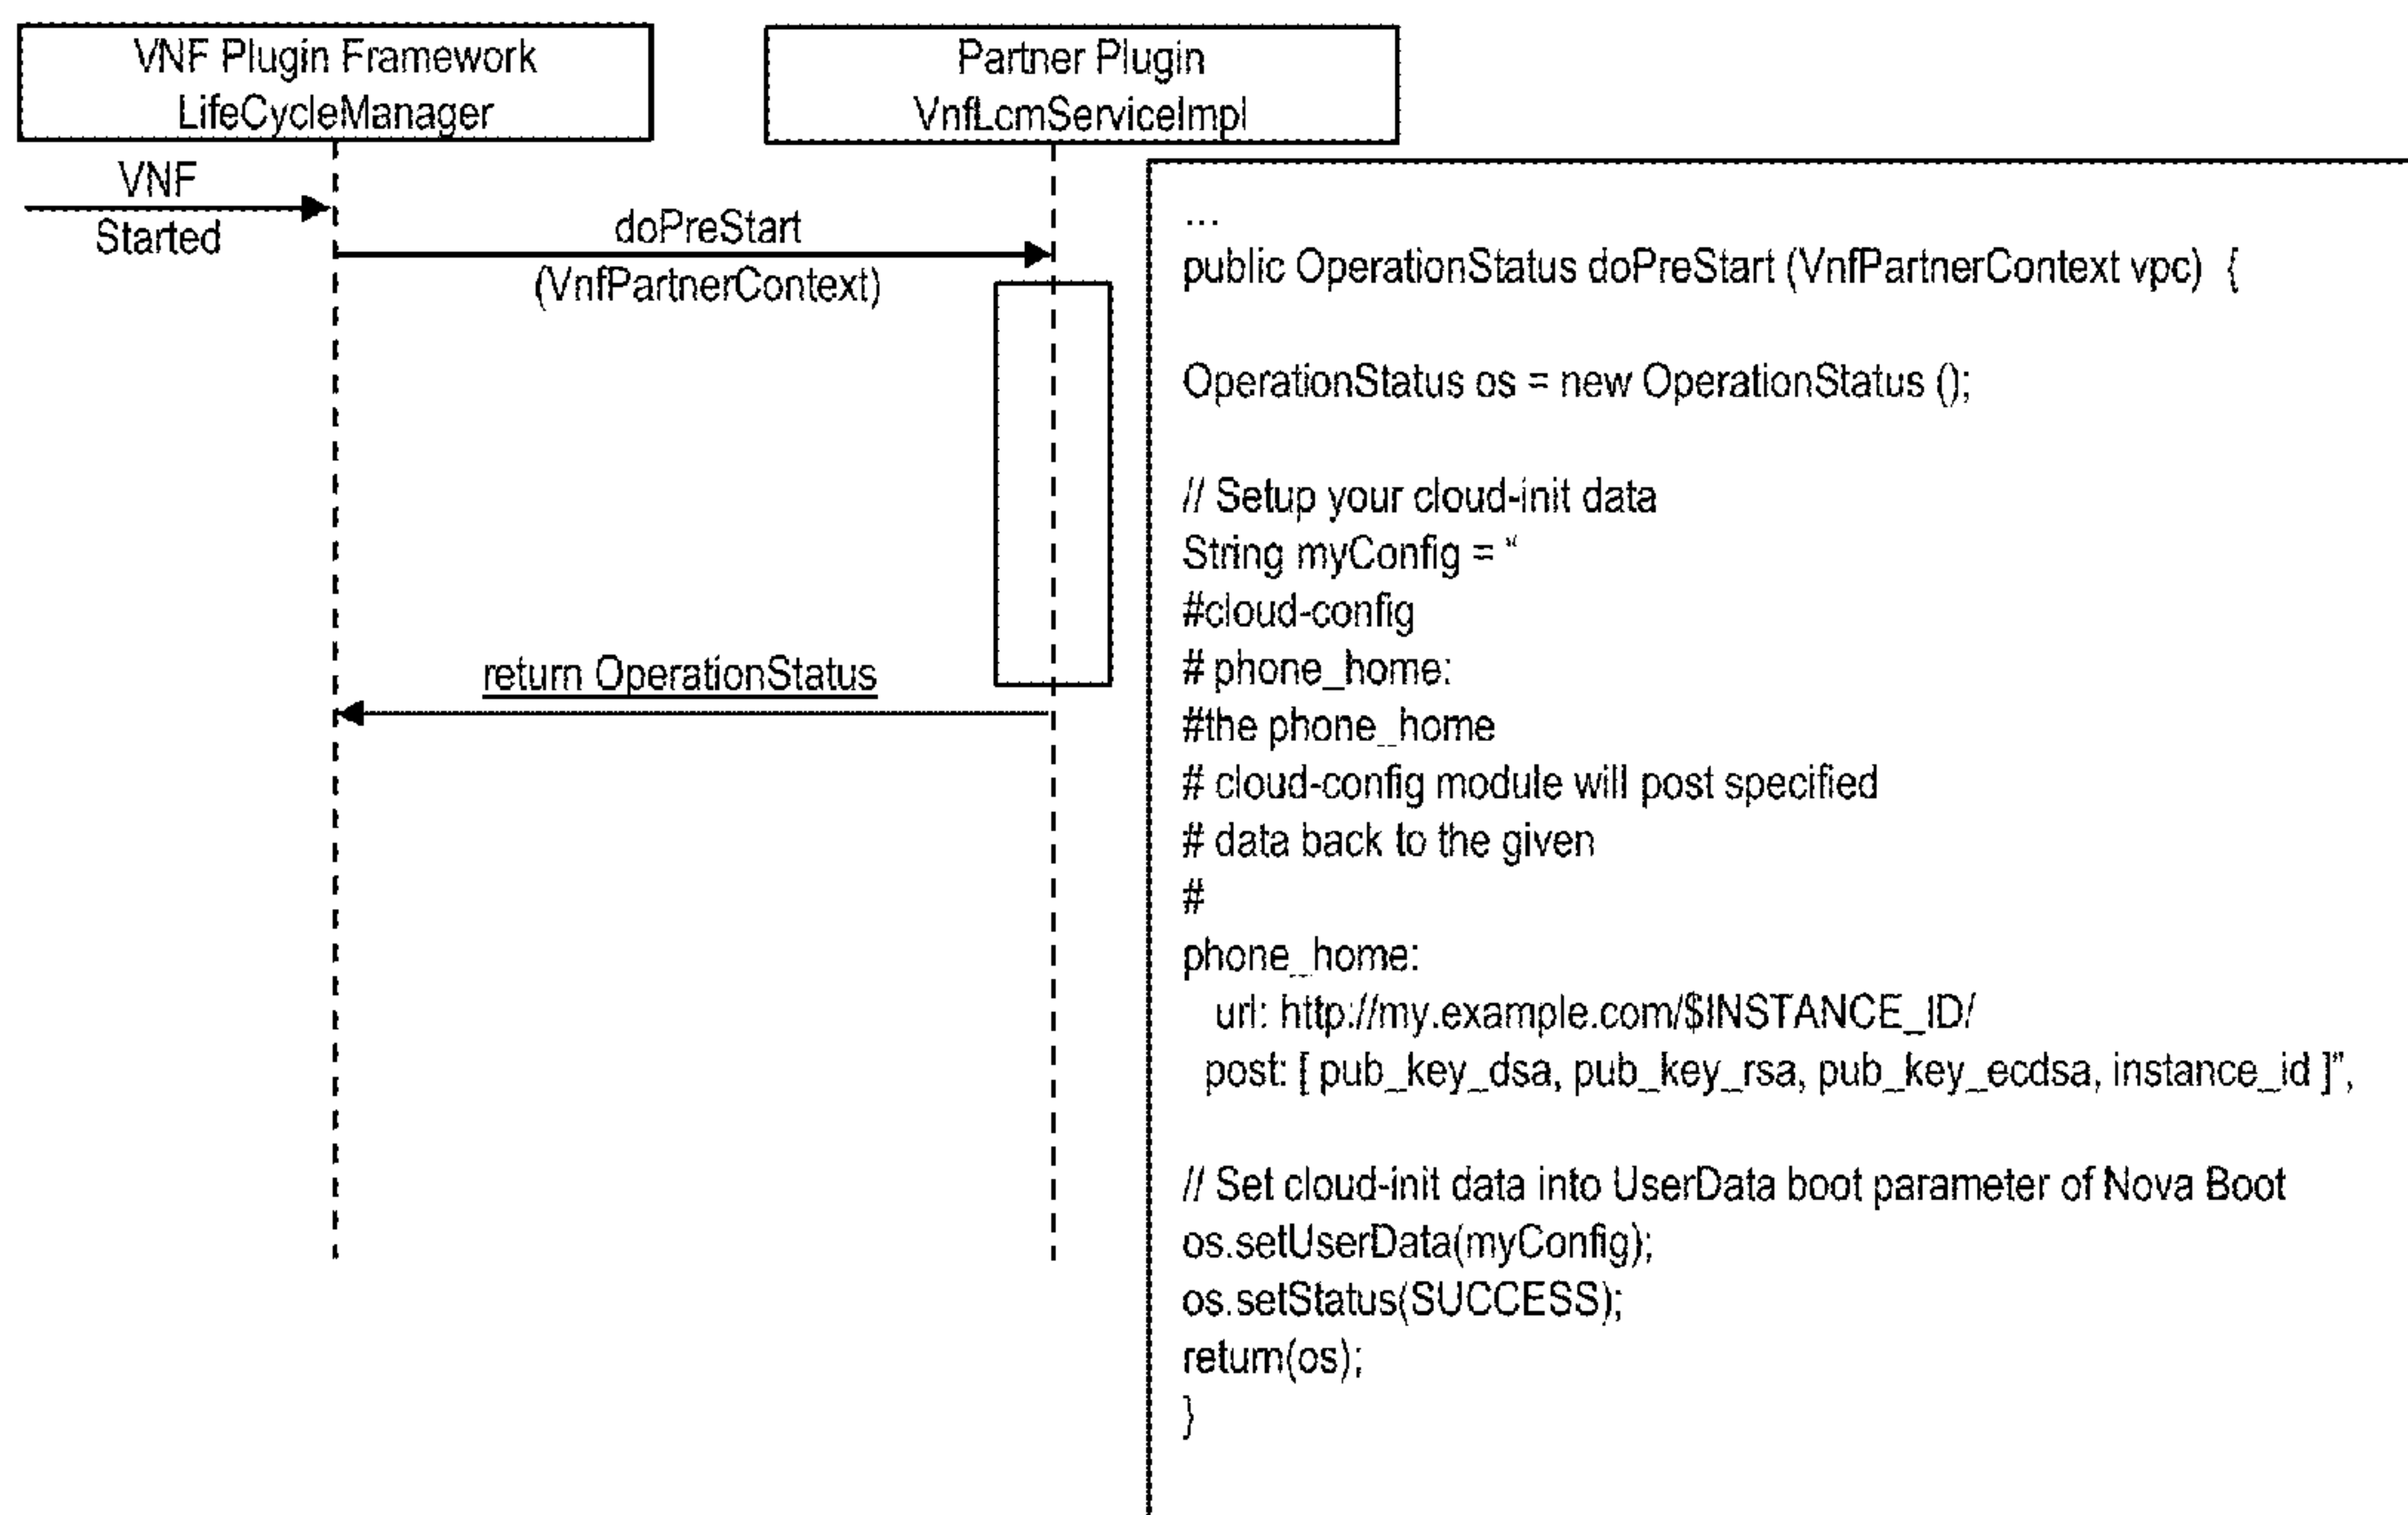 VNF Plugin Framework
LifeCycleManager
Partner Plugin
VnfLcmServiceImpl
VNF
Started
doPreStart
(VnfPartnerContext)
return OperationStatus
...
public OperationStatus doPreStart (VnfPartnerContext vpc) {
OperationStatus os = new OperationStatus ();
// Setup your cloud-init data
String myConfig = “
#cloud-config
# phone_home:
#the phone_home
# cloud-config module will post specified
# data back to the given
#
phone_home:
url: http://my.example.com/$INSTANCE_ID/
post: [ pub_key_dsa, pub_key_rsa, pub_key_ecdsa, instance_id ]”,
// Set cloud-init data into UserData boot parameter of Nova Boot
os.setUserData(myConfig);
os.setStatus(SUCCESS);
return(os);
}